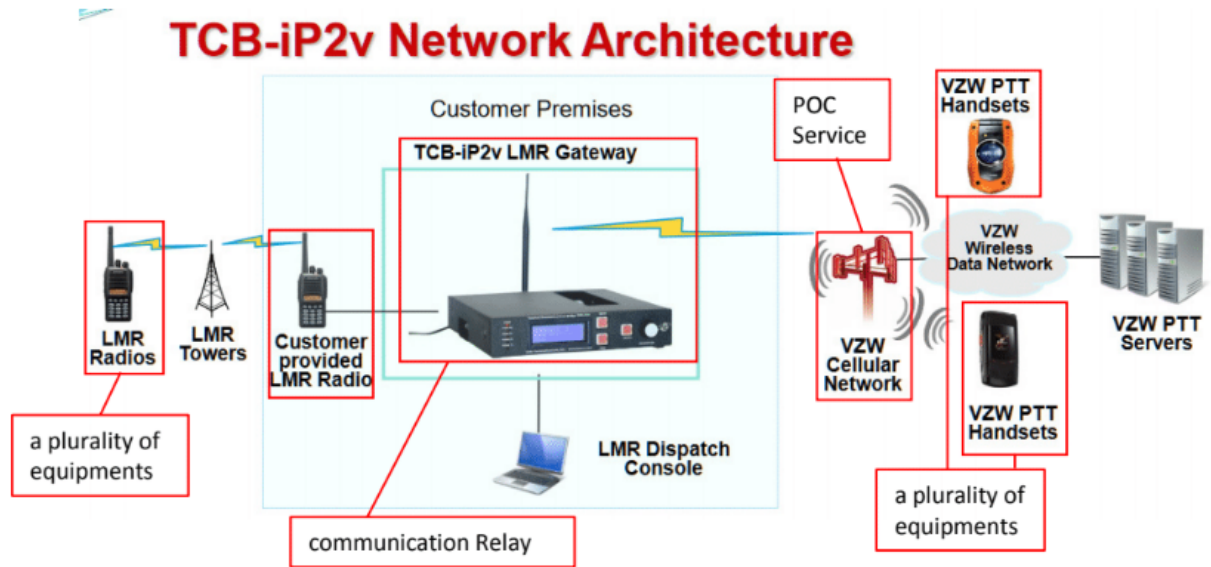 TCB-iP2v Network Architecture
Customer Premises
TCB-iP2v LMR Gateway
POC
Service
VZW PTT
Handsets
LMR
Radios
LMR
Towers
Customer
provided
LMR Radio
VZW
Cellular
Network
VZW
Wireless
Data Network
VZW PTT
Servers
VZW PTT
Handsets
LMR Dispatch
Console
a plurality of
equipments
communication Relay
a plurality of
equipments